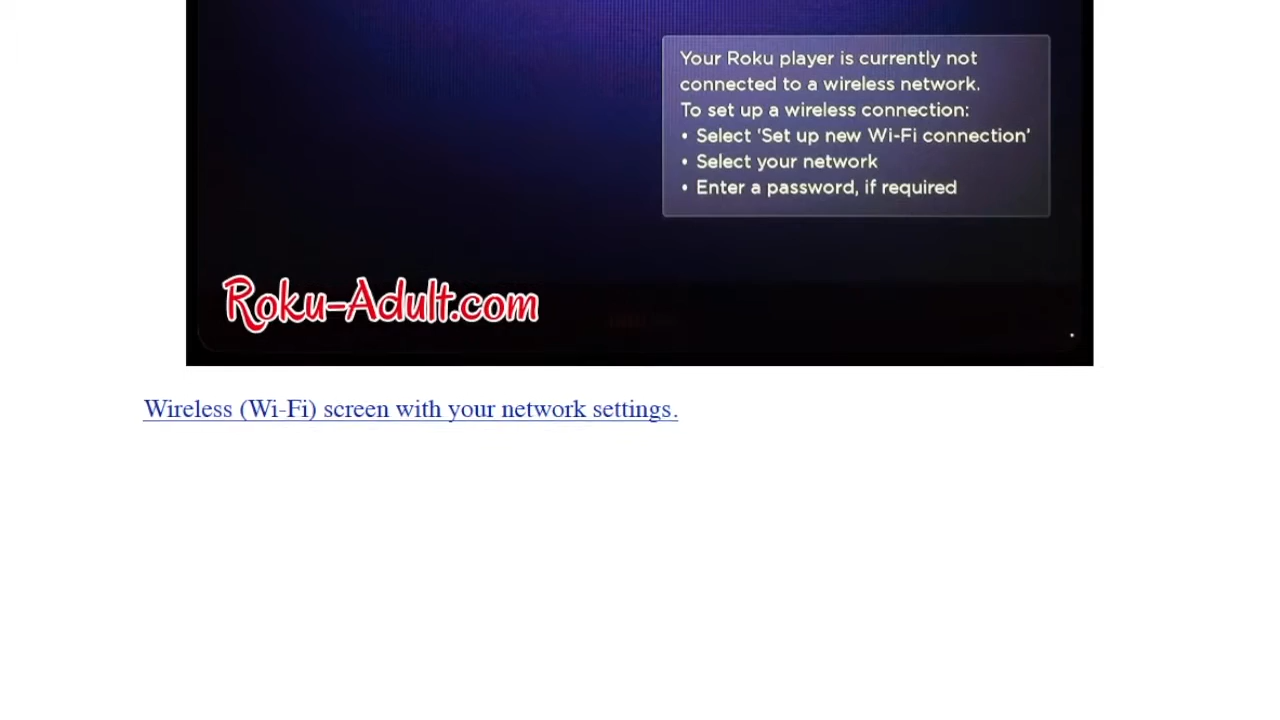 Your Roku player is currently not
connected to a wireless network.
To set up a wireless connection:
• Select ‘Set up new Wi-Fi connection’
• Select your network
• Enter a password, if required
Roku-Adult.com
Wireless (Wi-Fi) screen with your network settings.